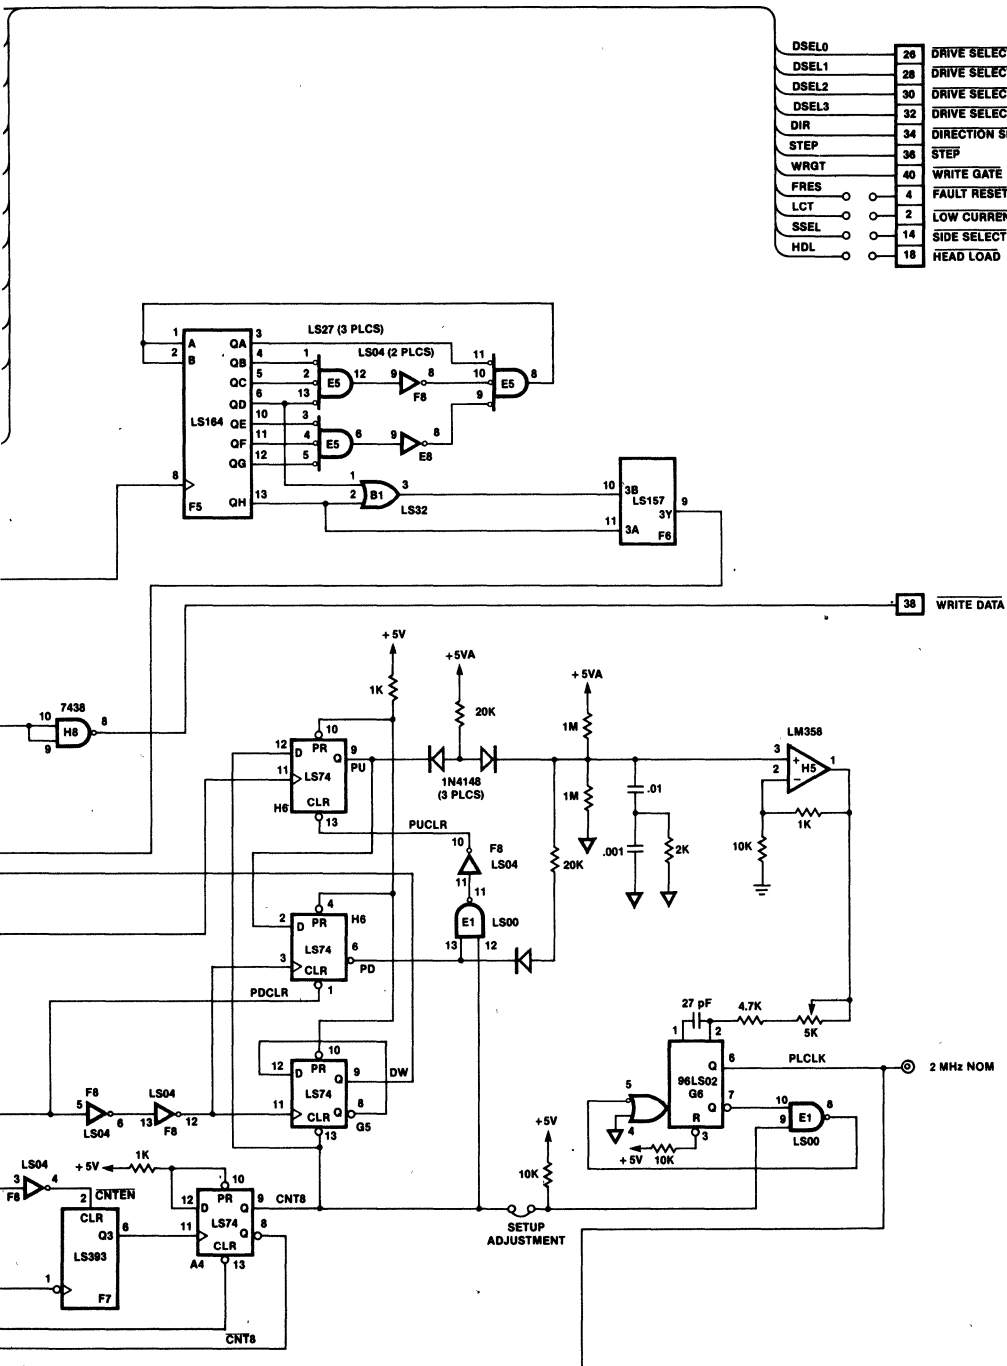 DSEL0 26 DRIVE SELEC
DSEL1 28 DRIVE SELEC
DSEL2 30 DRIVE SELEC
DSEL3 32 DRIVE SELEC
DIR 34 DIRECTION S
STEP 36 STEP
WRGT 40 WRITE GATE
FRES 4 FAULT RESET
LCT 2 LOW CURREN
SSEL 14 SIDE SELECT
HDL 18 HEAD LOAD
LS27 (3 PLCS)
LS04 (2 PLCS)
1 A QA 3
2 B QB 4 1
QC 5 2 E5 12 9 8 F8
QD 6 13
QE 10 3
LS164
QF 11 4 E5 6 9 8 E8
QG 12 5
11 10 9 E5 8
8 QH 13
F5
1 2 B1 3 LS32
10 3B LS157 9
3Y
11 3A F6
38 WRITE DATA
+5V
1K
+5VA
20K
+5VA
1M
7438
10 9 H8 8
12 D PR 10 Q 9 PU
11 LS74
CLR
H6 13
1N4148
(3 PLCS)
LM358
3 + H5 1
2 −
1M
.01
1K
10K
PUCLR
10 F8
LS04
11
.001
2K
20K
11
E1 LS00
13 12
4 H6
2 D PR
LS74 6 PD
3 CLR
1
PDCLR
10
12 D PR Q 9 DW
LS74
11 CLR Q 8
13 G5
27 pF
4.7K
5K
1 2
Q 6 PLCLK
2 MHz NOM
96LS02
G6
5 4
Q 7 10 E1 8
9
LS00
R
3
+5V 10K
F8 LS04
5 6 13 12
LS04 F8
+5V
10K
1K
+5V
LS04
3 4
F8
CNTEN
2
CLR
Q3 6
LS393
1
F7
10
12 D PR Q 9 CNT8
LS74 8
11 Q
CLR
A4 13
SETUP
ADJUSTMENT
CNT8